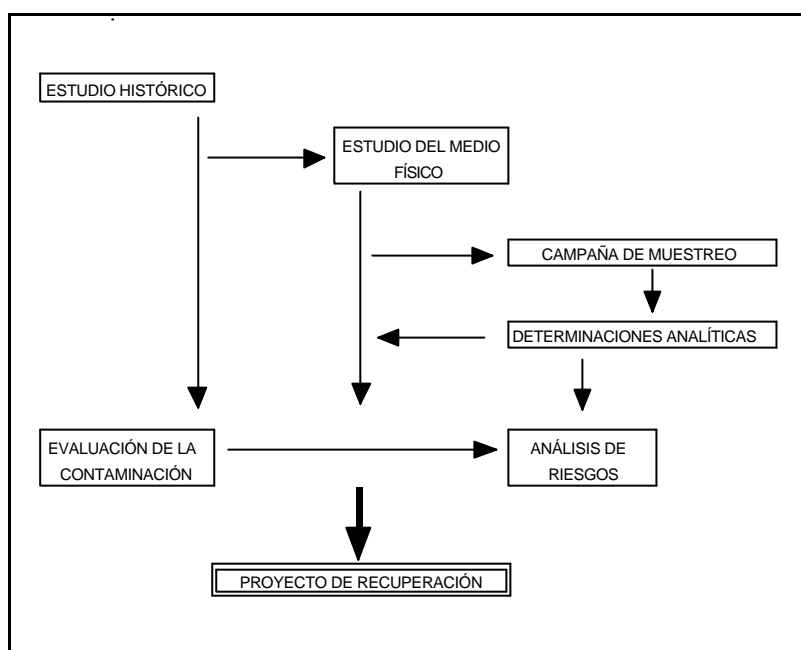 ESTUDIO HISTÓRICO
ESTUDIO DEL MEDIO
FÍSICO
CAMPAÑA DE MUESTREO
DETERMINACIONES ANALÍTICAS
EVALUACIÓN DE LA
CONTAMINACIÓN
ANÁLISIS DE
RIESGOS
PROYECTO DE RECUPERACIÓN